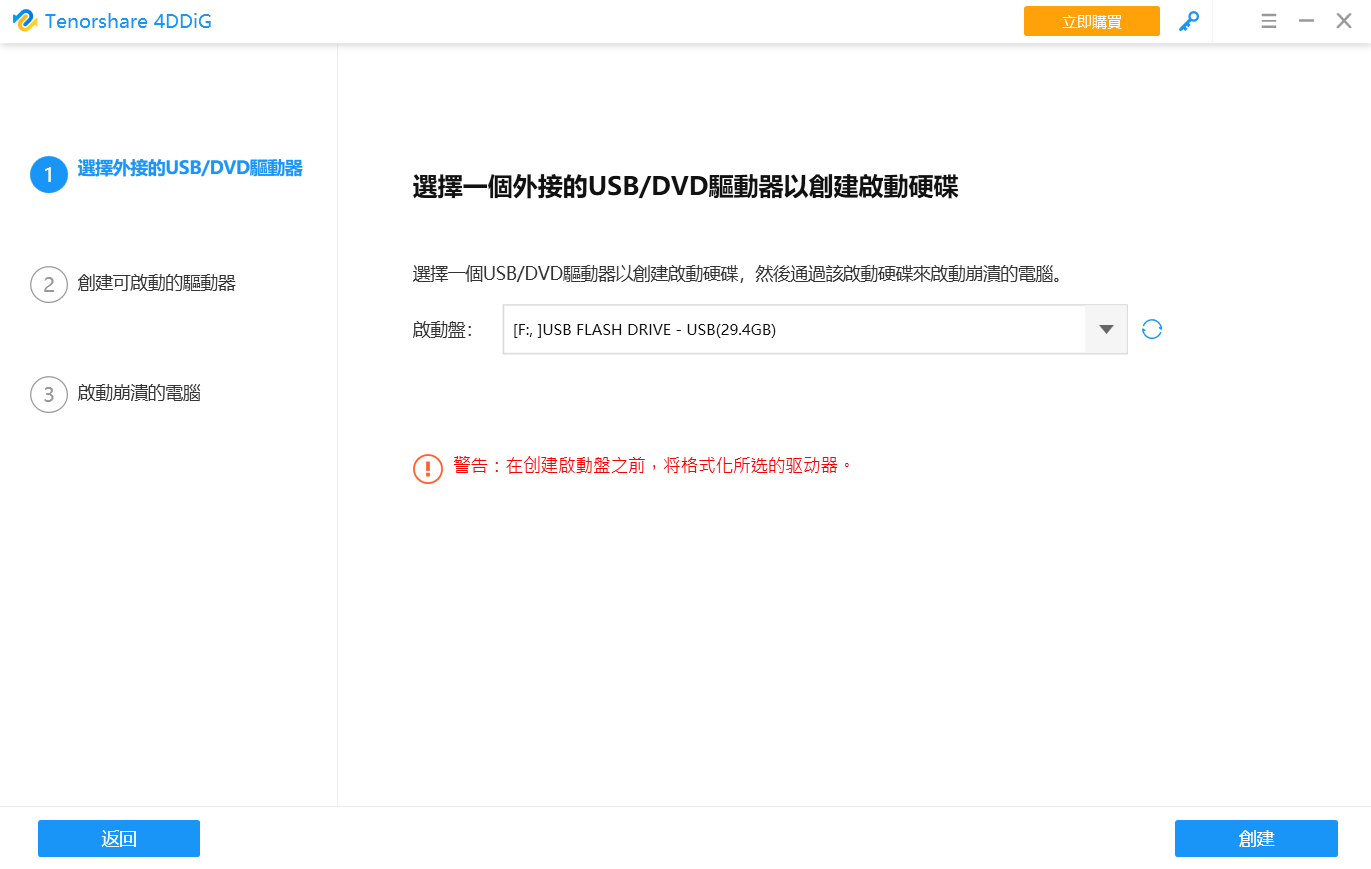 Tenorshare 4DDiG
立即購買
1 選擇外接的USB/DVD驅動器
2 創建可啟動的驅動器
3 啟動崩潰的電腦
選擇一個外接的USB/DVD驅動器以創建啟動硬碟
選擇一個USB/DVD驅動器以創建啟動硬碟，然後通過該啟動硬碟來啟動崩潰的電腦。
啟動盤：
[F:, ]USB FLASH DRIVE - USB(29.4GB)
警告：在创建啟動盤之前，将格式化所选的驱动器。
返回
創建